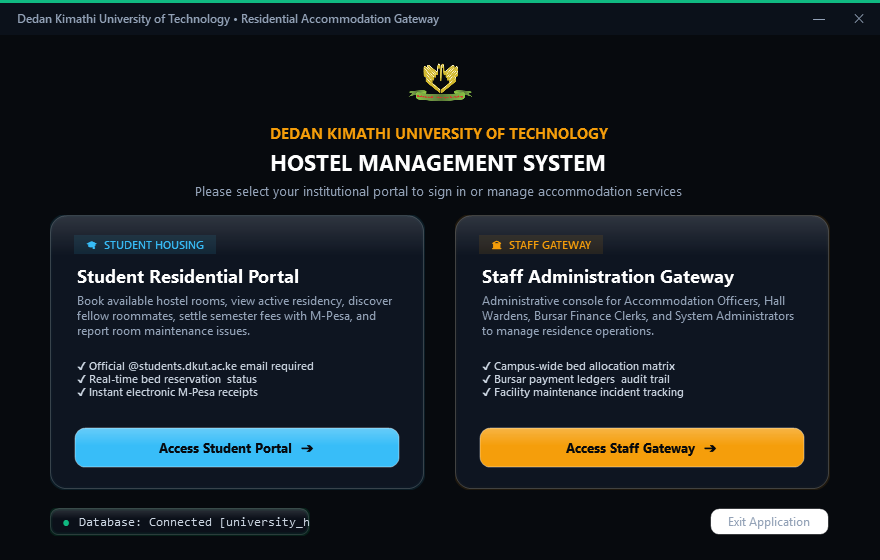 Dedan Kimathi University of Technology • Residential Accommodation Gateway
DEDAN KIMATHI UNIVERSITY OF TECHNOLOGY
HOSTEL MANAGEMENT SYSTEM
Please select your institutional portal to sign in or manage accommodation services
STUDENT HOUSING
Student Residential Portal
Book available hostel rooms, view active residency, discover
fellow roommates, settle semester fees with M-Pesa, and
report room maintenance issues.
✓ Official @students.dkut.ac.ke email required
✓ Real-time bed reservation  status
✓ Instant electronic M-Pesa receipts
Access Student Portal ➔
STAFF GATEWAY
Staff Administration Gateway
Administrative console for Accommodation Officers, Hall
Wardens, Bursar Finance Clerks, and System Administrators
to manage residence operations.
✓ Campus-wide bed allocation matrix
✓ Bursar payment ledgers  audit trail
✓ Facility maintenance incident tracking
Access Staff Gateway ➔
● Database: Connected [university_h
Exit Application